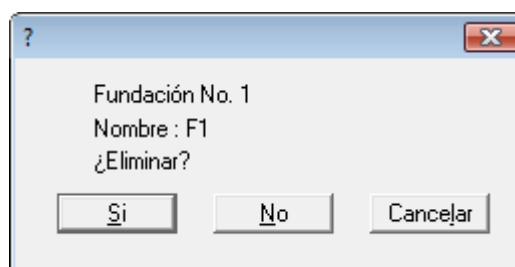 ?
Fundación No. 1
Nombre : F1
¿Eliminar?
Si No Cancelar